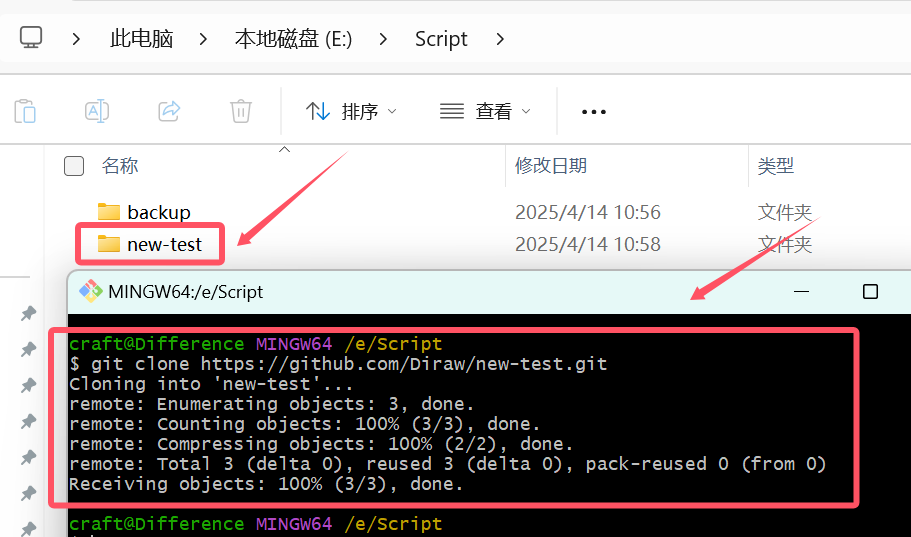 此电脑 > 本地磁盘 (E:) > Script >
排序 查看 ...
名称 修改日期 类型
backup 2025/4/14 10:56 文件夹
new-test 2025/4/14 10:58 文件夹
MINGW64:/e/Script
craft@Difference MINGW64 /e/Script
$ git clone https://github.com/Diraw/new-test.git
Cloning into 'new-test'...
remote: Enumerating objects: 3, done.
remote: Counting objects: 100% (3/3), done.
remote: Compressing objects: 100% (2/2), done.
remote: Total 3 (delta 0), reused 3 (delta 0), pack-reused 0 (from 0)
Receiving objects: 100% (3/3), done.
craft@Difference MINGW64 /e/Script